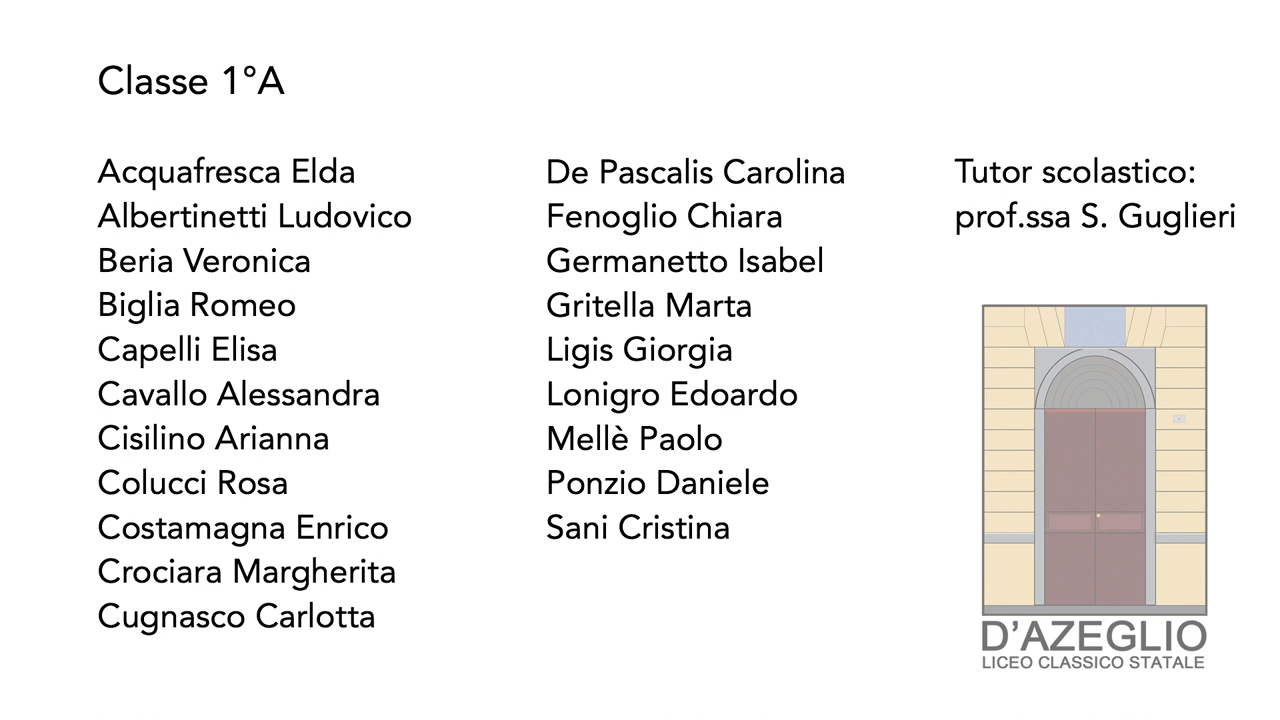 Classe 1°A
Acquafresca Elda
Albertinetti Ludovico
Beria Veronica
Biglia Romeo
Capelli Elisa
Cavallo Alessandra
Cisilino Arianna
Colucci Rosa
Costamagna Enrico
Crociara Margherita
Cugnasco Carlotta
De Pascalis Carolina
Fenoglio Chiara
Germanetto Isabel
Gritella Marta
Ligis Giorgia
Lonigro Edoardo
Mellè Paolo
Ponzio Daniele
Sani Cristina
Tutor scolastico:
prof.ssa S. Guglieri
D'AZEGLIO
LICEO CLASSICO STATALE